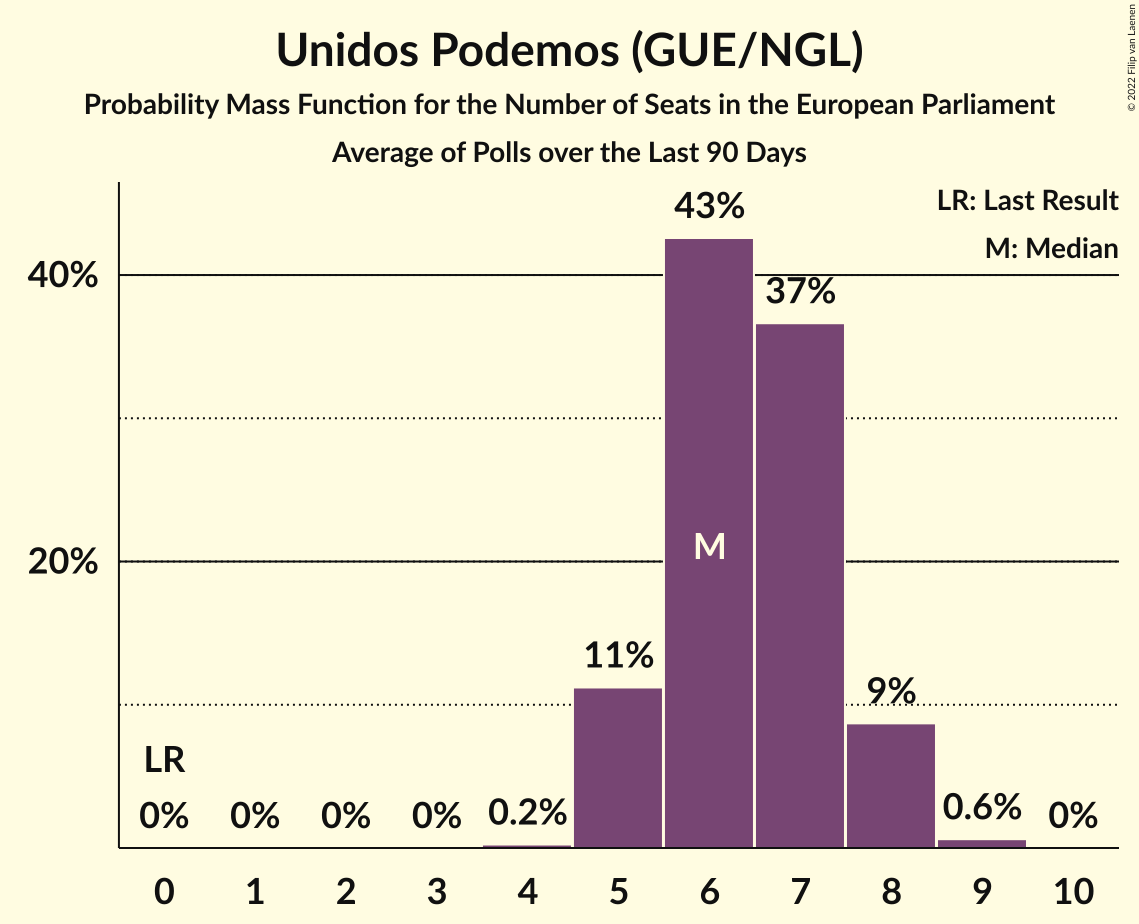 Unidos Podemos (GUE/NGL)
Probability Mass Function for the Number of Seats in the European Parliament
Average of Polls over the Last 90 Days
© 2022 Filip van Laenen
LR: Last Result
M: Median
43%
40%
37%
M
20%
11%
9%
LR
0% 0% 0% 0% 0.2% 0.6% 0%
0 1 2 3 4 5 6 7 8 9 10